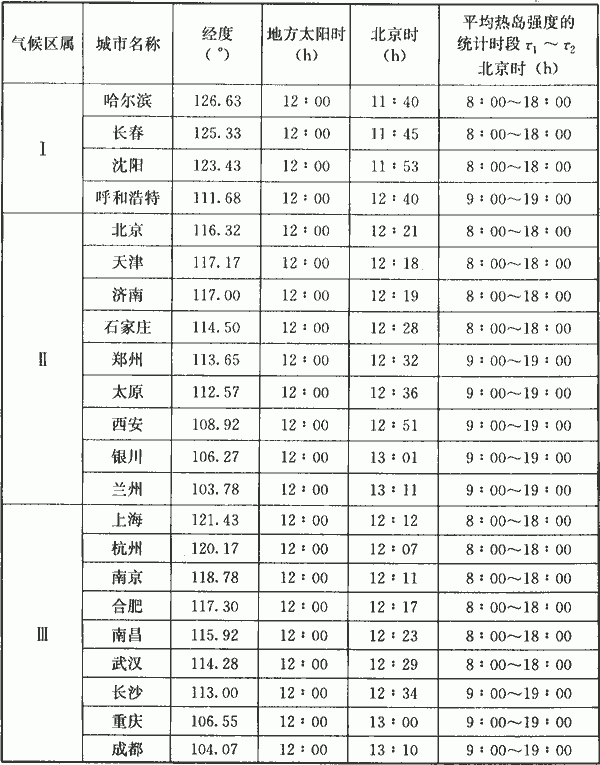 气候区属 城市名称 经度(°) 地方太阳时(h) 北京时(h) 平均热岛强度的统计时段τ₁～τ₂北京时(h)
Ⅰ 哈尔滨 126.63 12：00 11：40 8：00～18：00
长春 125.33 12：00 11：45 8：00～18：00
沈阳 123.43 12：00 11：53 8：00～18：00
呼和浩特 111.68 12：00 12：40 9：00～19：00
Ⅱ 北京 116.32 12：00 12：21 8：00～18：00
天津 117.17 12：00 12：18 8：00～18：00
济南 117.00 12：00 12：19 8：00～18：00
石家庄 114.50 12：00 12：28 8：00～18：00
郑州 113.65 12：00 12：32 9：00～19：00
太原 112.57 12：00 12：36 9：00～19：00
西安 108.92 12：00 12：51 9：00～19：00
银川 106.27 12：00 13：01 9：00～19：00
兰州 103.78 12：00 13：11 9：00～19：00
Ⅲ 上海 121.43 12：00 12：12 8：00～18：00
杭州 120.17 12：00 12：07 8：00～18：00
南京 118.78 12：00 12：11 8：00～18：00
合肥 117.30 12：00 12：17 8：00～18：00
南昌 115.92 12：00 12：23 8：00～18：00
武汉 114.28 12：00 12：29 8：00～18：00
长沙 113.00 12：00 12：34 9：00～19：00
重庆 106.55 12：00 13：00 9：00～19：00
成都 104.07 12：00 13：10 9：00～19：00